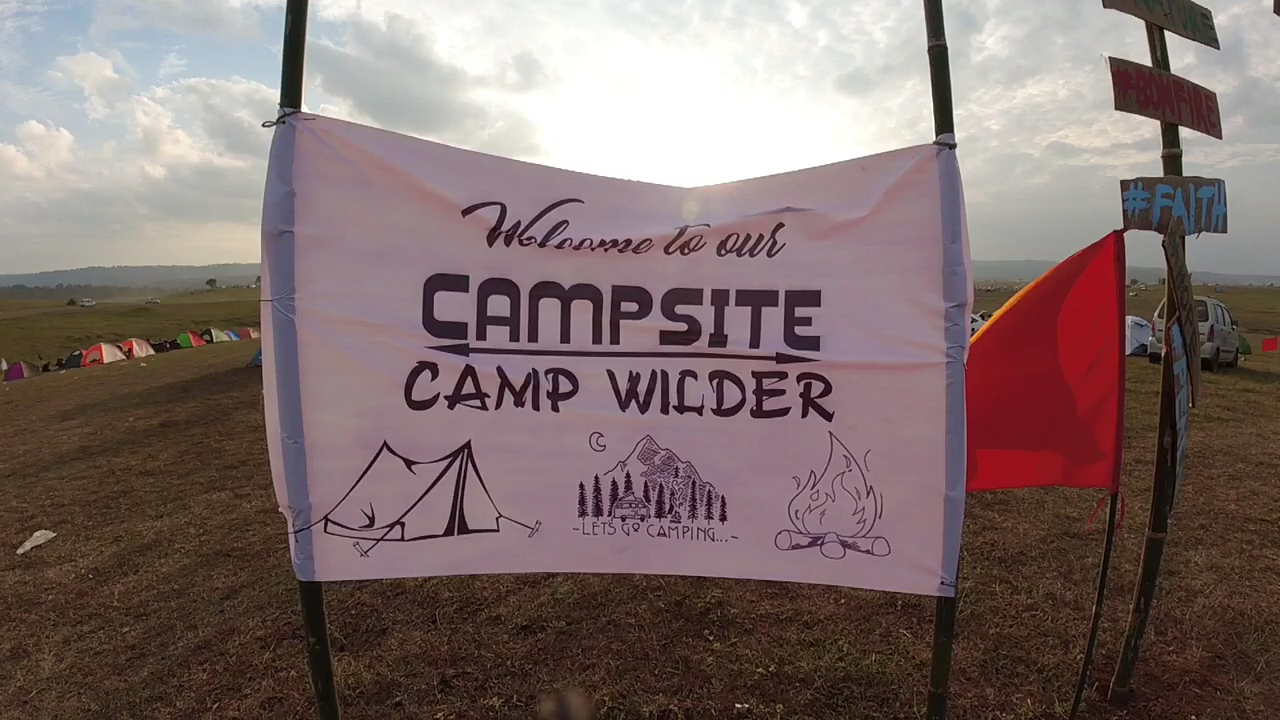 Welcome to our
CAMPSITE
CAMP WILDER
-LETS GO CAMPING...-
#BONFIRE
#FAITH